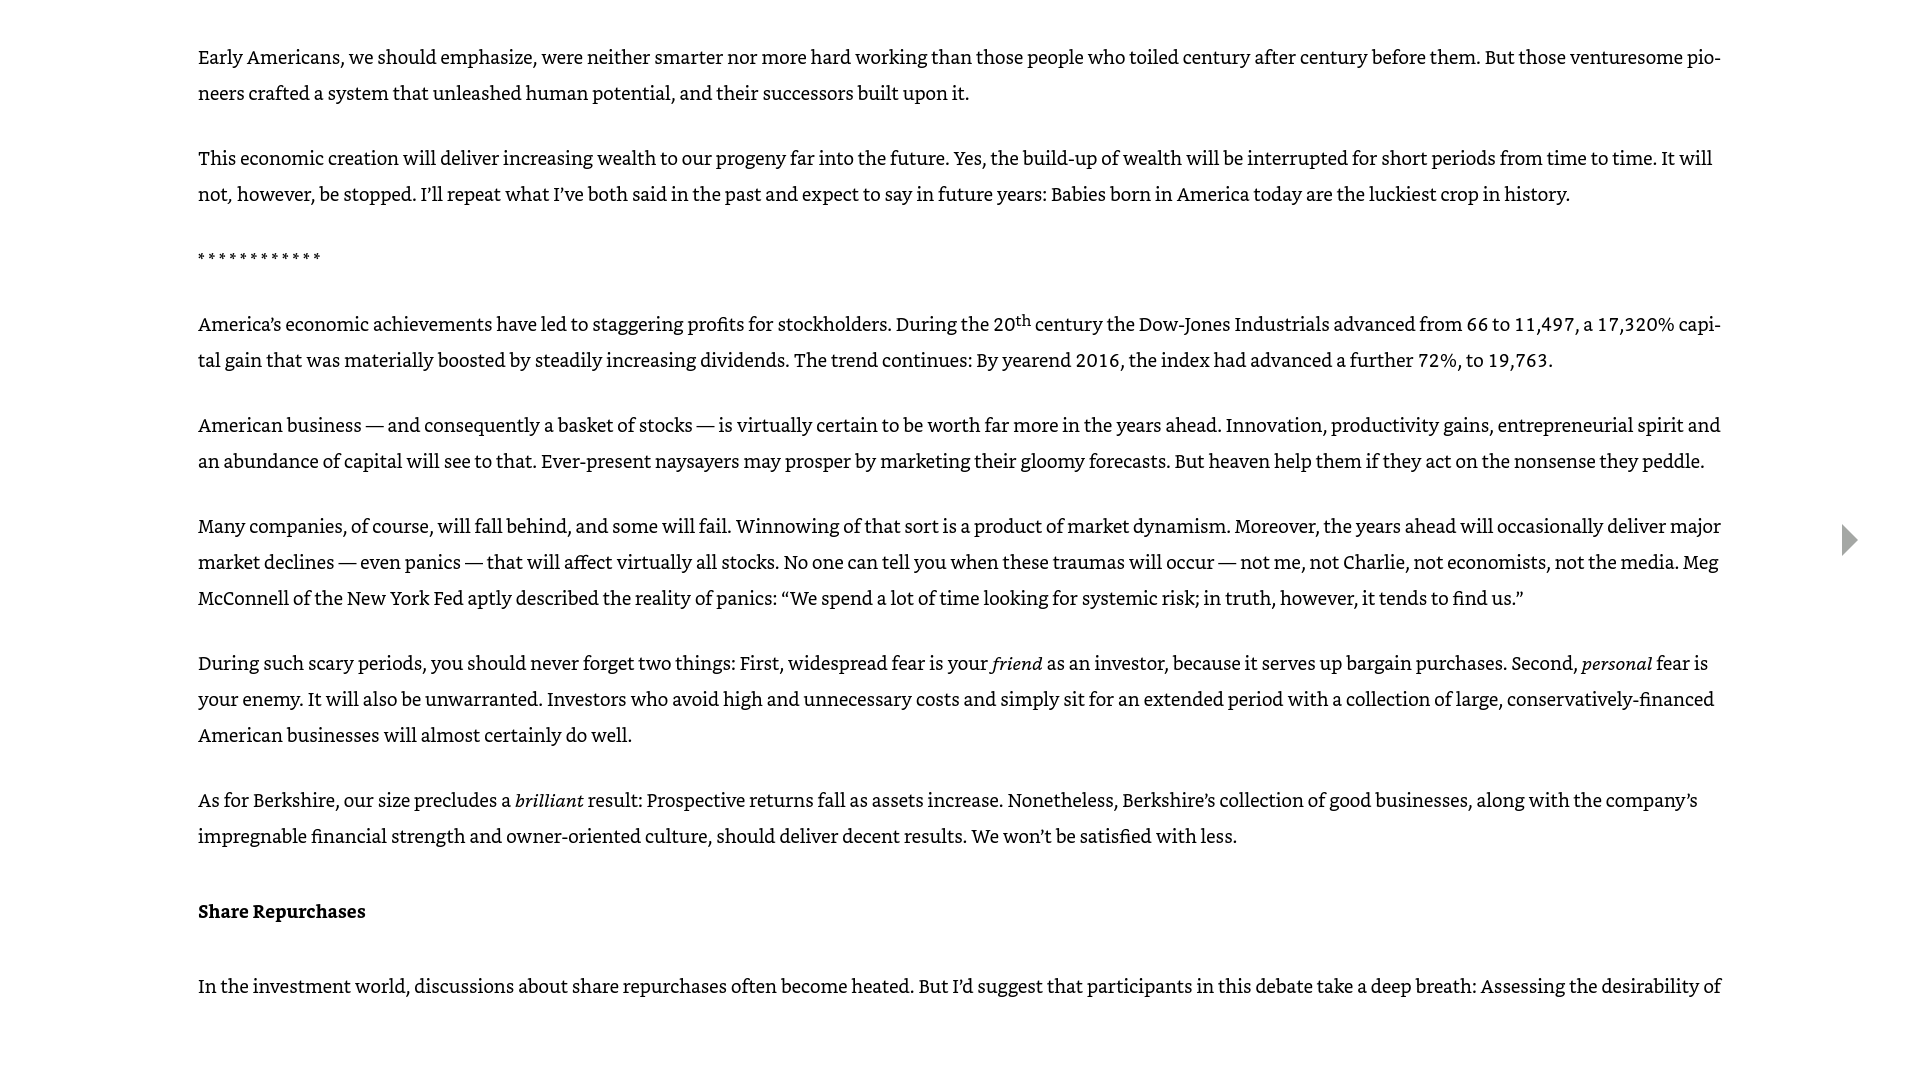 Early Americans, we should emphasize, were neither smarter nor more hard working than those people who toiled century after century before them. But those venturesome pio-
neers crafted a system that unleashed human potential, and their successors built upon it.
This economic creation will deliver increasing wealth to our progeny far into the future. Yes, the build-up of wealth will be interrupted for short periods from time to time. It will
not, however, be stopped. I’ll repeat what I’ve both said in the past and expect to say in future years: Babies born in America today are the luckiest crop in history.
* * * * * * * * * * * *
America’s economic achievements have led to staggering profits for stockholders. During the 20th century the Dow-Jones Industrials advanced from 66 to 11,497, a 17,320% capi-
tal gain that was materially boosted by steadily increasing dividends. The trend continues: By yearend 2016, the index had advanced a further 72%, to 19,763.
American business — and consequently a basket of stocks — is virtually certain to be worth far more in the years ahead. Innovation, productivity gains, entrepreneurial spirit and
an abundance of capital will see to that. Ever-present naysayers may prosper by marketing their gloomy forecasts. But heaven help them if they act on the nonsense they peddle.
Many companies, of course, will fall behind, and some will fail. Winnowing of that sort is a product of market dynamism. Moreover, the years ahead will occasionally deliver major
market declines — even panics — that will affect virtually all stocks. No one can tell you when these traumas will occur — not me, not Charlie, not economists, not the media. Meg
McConnell of the New York Fed aptly described the reality of panics: “We spend a lot of time looking for systemic risk; in truth, however, it tends to find us.”
During such scary periods, you should never forget two things: First, widespread fear is your friend as an investor, because it serves up bargain purchases. Second, personal fear is
your enemy. It will also be unwarranted. Investors who avoid high and unnecessary costs and simply sit for an extended period with a collection of large, conservatively-financed
American businesses will almost certainly do well.
As for Berkshire, our size precludes a brilliant result: Prospective returns fall as assets increase. Nonetheless, Berkshire’s collection of good businesses, along with the company’s
impregnable financial strength and owner-oriented culture, should deliver decent results. We won’t be satisfied with less.
Share Repurchases
In the investment world, discussions about share repurchases often become heated. But I’d suggest that participants in this debate take a deep breath: Assessing the desirability of